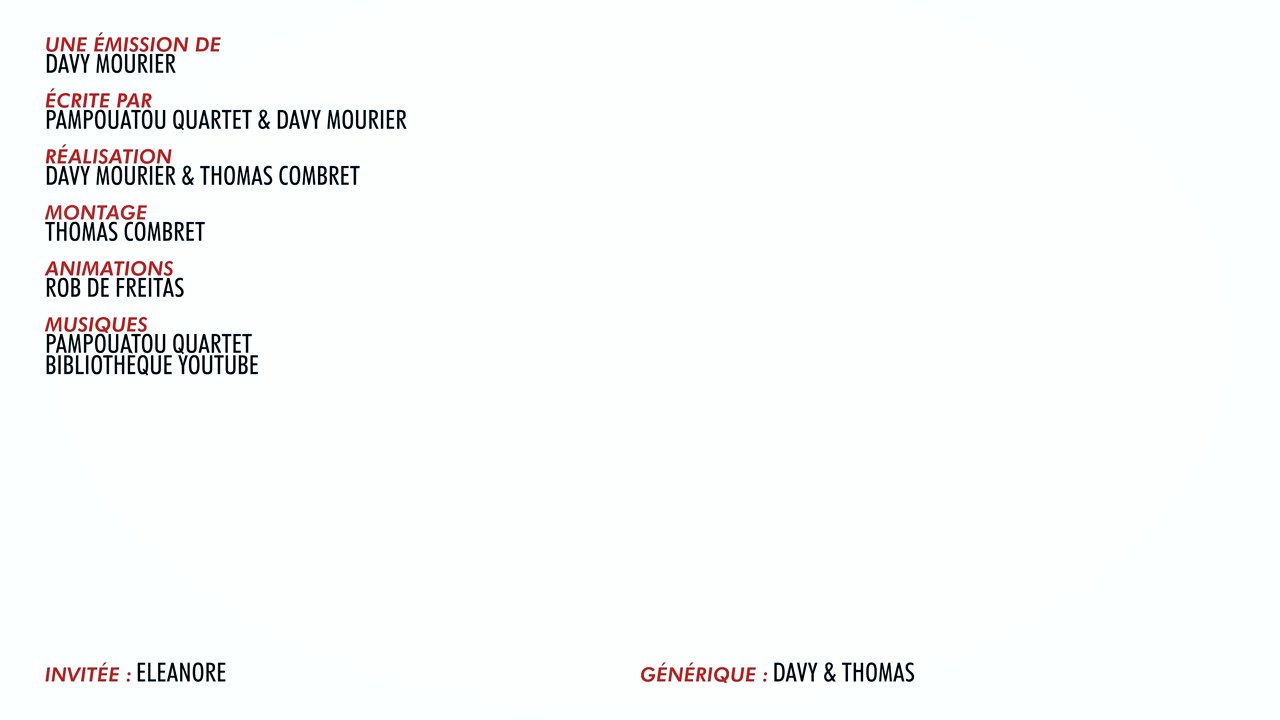 UNE ÉMISSION DE
DAVY MOURIER
ÉCRITE PAR
PAMPOUATOU QUARTET & DAVY MOURIER
RÉALISATION
DAVY MOURIER & THOMAS COMBRET
MONTAGE
THOMAS COMBRET
ANIMATIONS
ROB DE FREITAS
MUSIQUES
PAMPOUATOU QUARTET
BIBLIOTHÈQUE YOUTUBE
INVITÉE : ELEANORE
GÉNÉRIQUE : DAVY & THOMAS